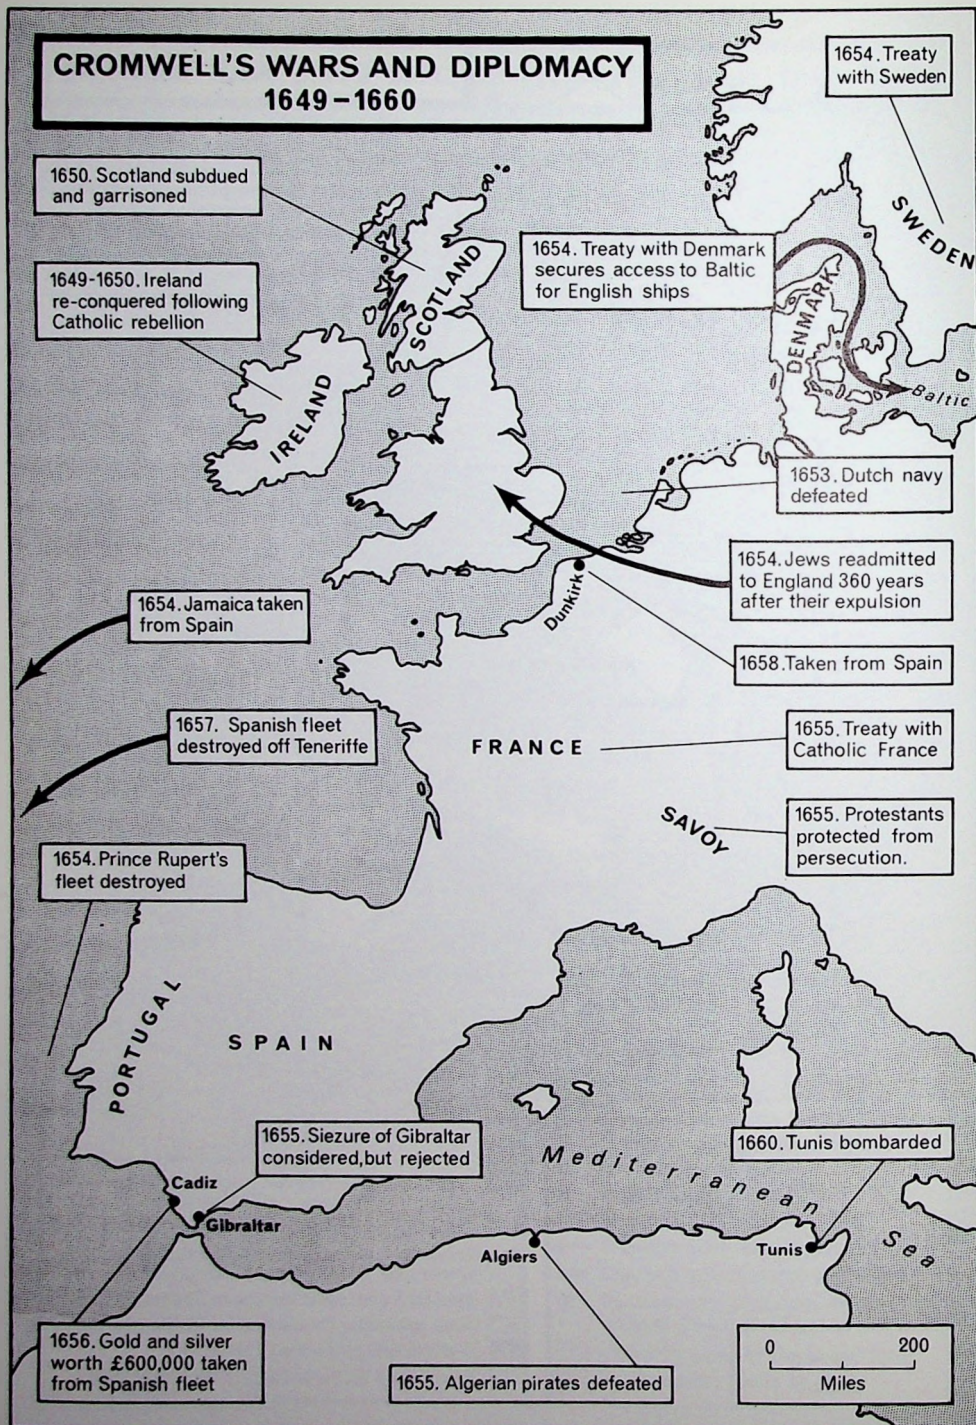 CROMWELL'S WARS AND DIPLOMACY
1649–1660
1654. Treaty
with Sweden
1650. Scotland subdued
and garrisoned
SWEDEN
1654. Treaty with Denmark
secures access to Baltic
for English ships
1649-1650. Ireland
re-conquered following
Catholic rebellion
SCOTLAND
DENMARK
Baltic
IRELAND
1653. Dutch navy
defeated
1654. Jews readmitted
to England 360 years
after their expulsion
Dunkirk
1654. Jamaica taken
from Spain
1658. Taken from Spain
1657. Spanish fleet
destroyed off Teneriffe
FRANCE
1655. Treaty with
Catholic France
SAVOY
1655. Protestants
protected from
persecution.
1654. Prince Rupert's
fleet destroyed
PORTUGAL
SPAIN
1655. Siezure of Gibraltar
considered, but rejected
1660. Tunis bombarded
Mediterranean
Sea
Cadiz
Gibraltar
Algiers
Tunis
1656. Gold and silver
worth £600,000 taken
from Spanish fleet
1655. Algerian pirates defeated
0 200
Miles